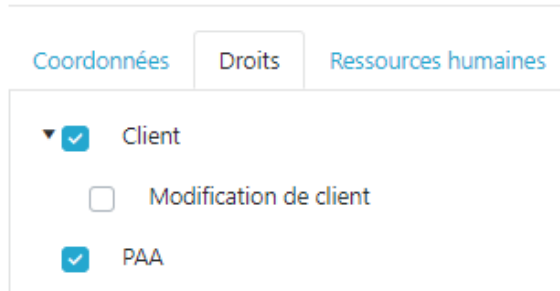 Coordonnées Droits Ressources humaines
Client
Modification de client
PAA